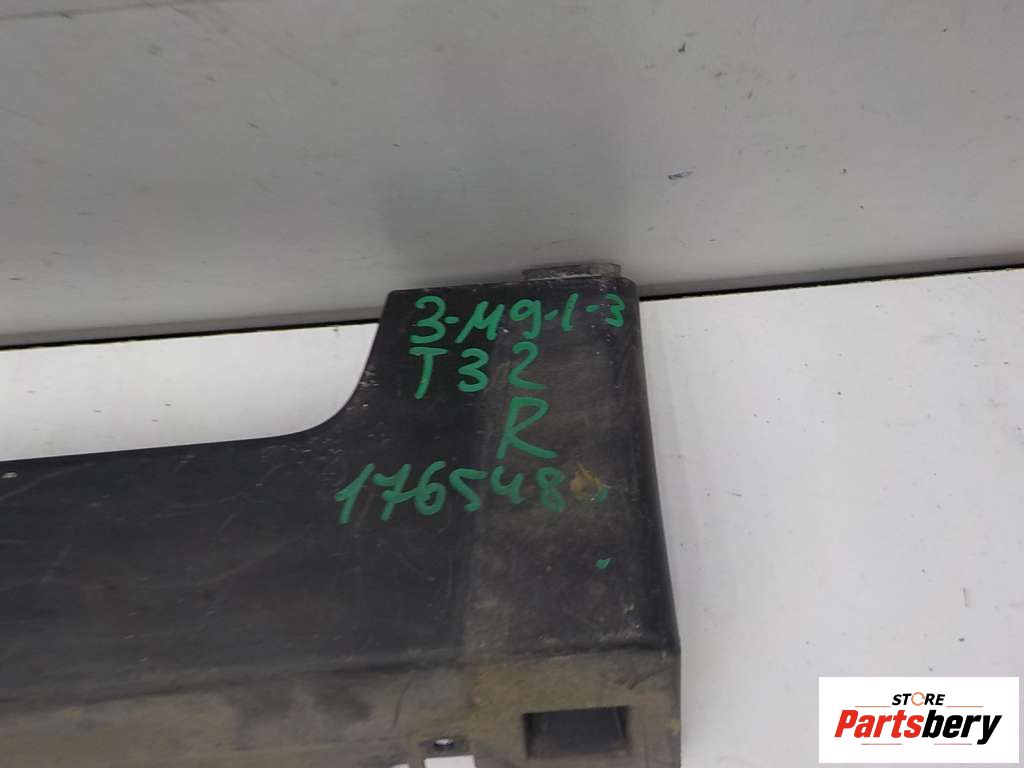 3-M9-1-3
T32
R
176548
STORE
Partsbery